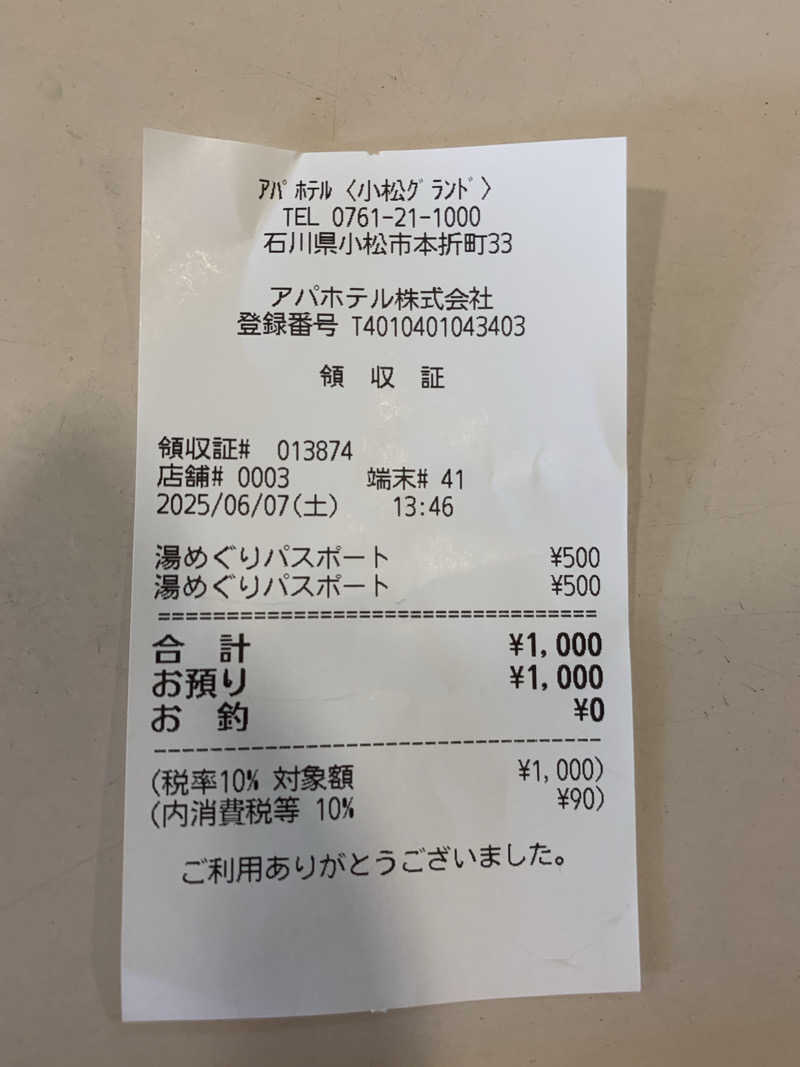 ｱﾊﾟﾎﾃﾙ〈小松ｸﾞﾗﾝﾄﾞ〉
TEL 0761-21-1000
石川県小松市本折町33
アパホテル株式会社
登録番号 T4010401043403
領 収 証
領収証# 013874
店舗# 0003 端末# 41
2025/06/07(土) 13:46
湯めぐりパスポート ¥500
湯めぐりパスポート ¥500
==================================
合 計 ¥1,000
お預り ¥1,000
お 釣 ¥0
----------------------------------
(税率10% 対象額 ¥1,000)
(内消費税等 10% ¥90)
ご利用ありがとうございました。